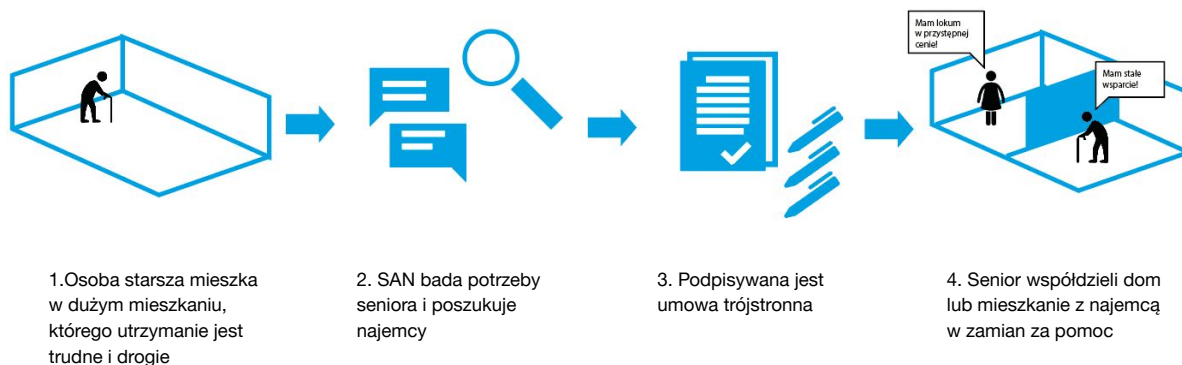 Mam lokum
w przystępnej
cenie!
Mam stałe
wsparcie!
1.Osoba starsza mieszka
w dużym mieszkaniu,
którego utrzymanie jest
trudne i drogie
2. SAN bada potrzeby
seniora i poszukuje
najemcy
3. Podpisywana jest
umowa trójstronna
4. Senior współdzieli dom
lub mieszkanie z najemcą
w zamian za pomoc